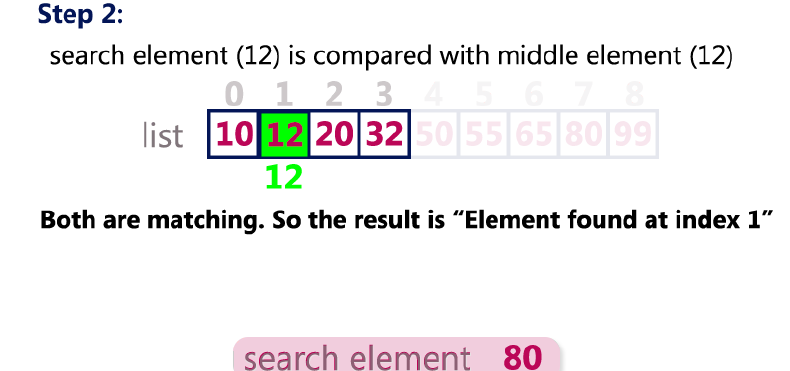 Step 2:
search element (12) is compared with middle element (12)
0 1 2 3 4 5 6 7 8
list 10 12 20 32 50 55 65 80 99
12
Both are matching. So the result is “Element found at index 1”
search element 80